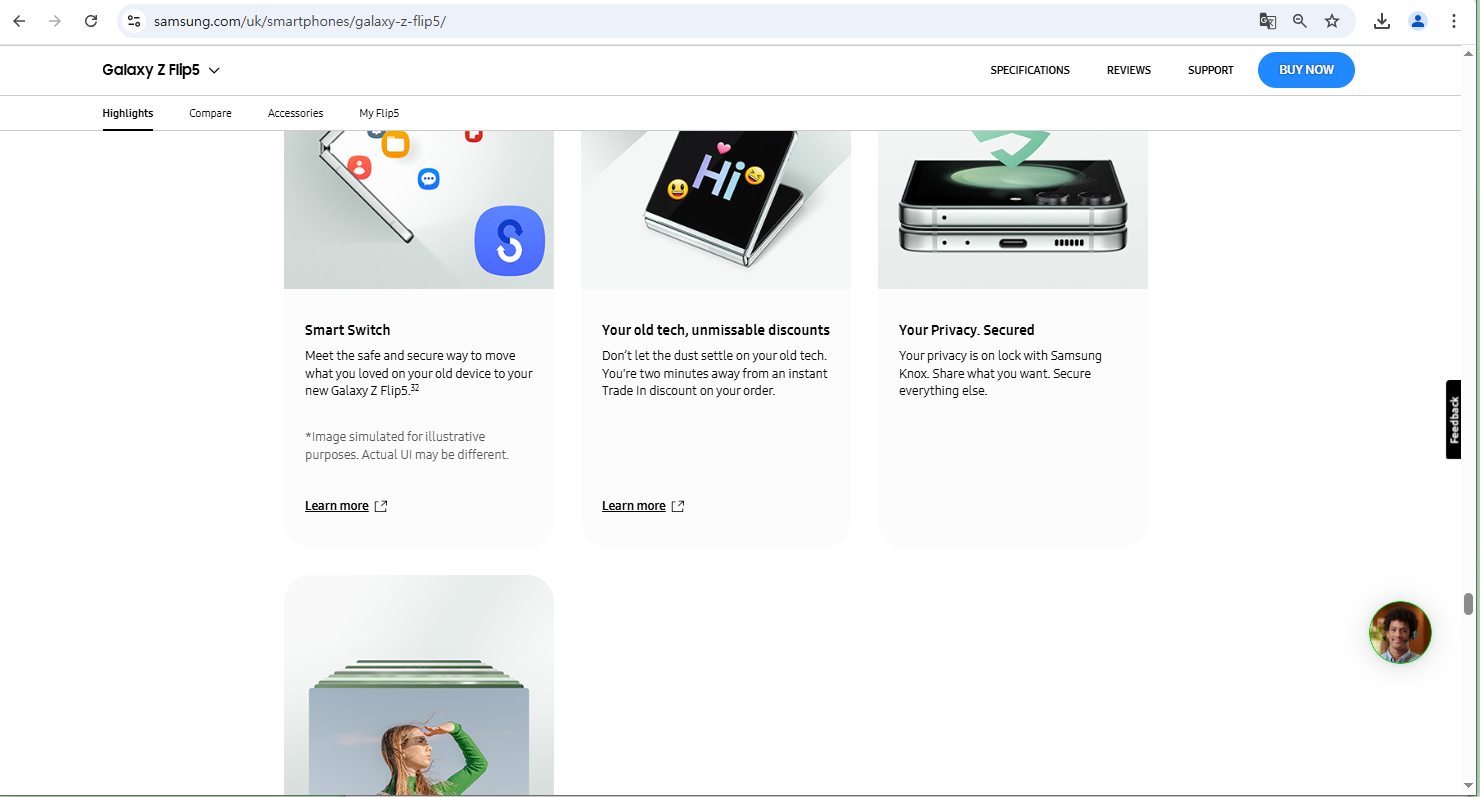 samsung.com/uk/smartphones/galaxy-z-flip5/
Galaxy Z Flip5
SPECIFICATIONS
REVIEWS
SUPPORT
BUY NOW
Highlights
Compare
Accessories
My Flip5
Hi
Smart Switch
Meet the safe and secure way to move
what you loved on your old device to your
new Galaxy Z Flip5.32
*Image simulated for illustrative
purposes. Actual UI may be different.
Learn more
Your old tech, unmissable discounts
Don’t let the dust settle on your old tech.
You're two minutes away from an instant
Trade In discount on your order.
Learn more
Your Privacy. Secured
Your privacy is on lock with Samsung
Knox. Share what you want. Secure
everything else.
Feedback